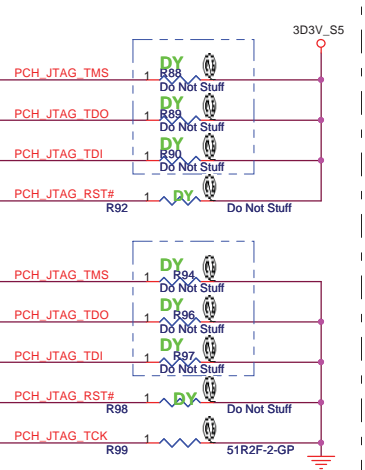 3D3V_S5
DY
PCH_JTAG_TMS 1 R88
Do Not Stuff
DY
PCH_JTAG_TDO 1 R89
Do Not Stuff
DY
PCH_JTAG_TDI 1 R90
Do Not Stuff
PCH_JTAG_RST# 1 DY
R92 Do Not Stuff
DY
PCH_JTAG_TMS 1 R94
Do Not Stuff
DY
PCH_JTAG_TDO 1 R96
Do Not Stuff
DY
PCH_JTAG_TDI 1 R97
Do Not Stuff
PCH_JTAG_RST# 1 DY
R98 Do Not Stuff
PCH_JTAG_TCK 1
R99 51R2F-2-GP